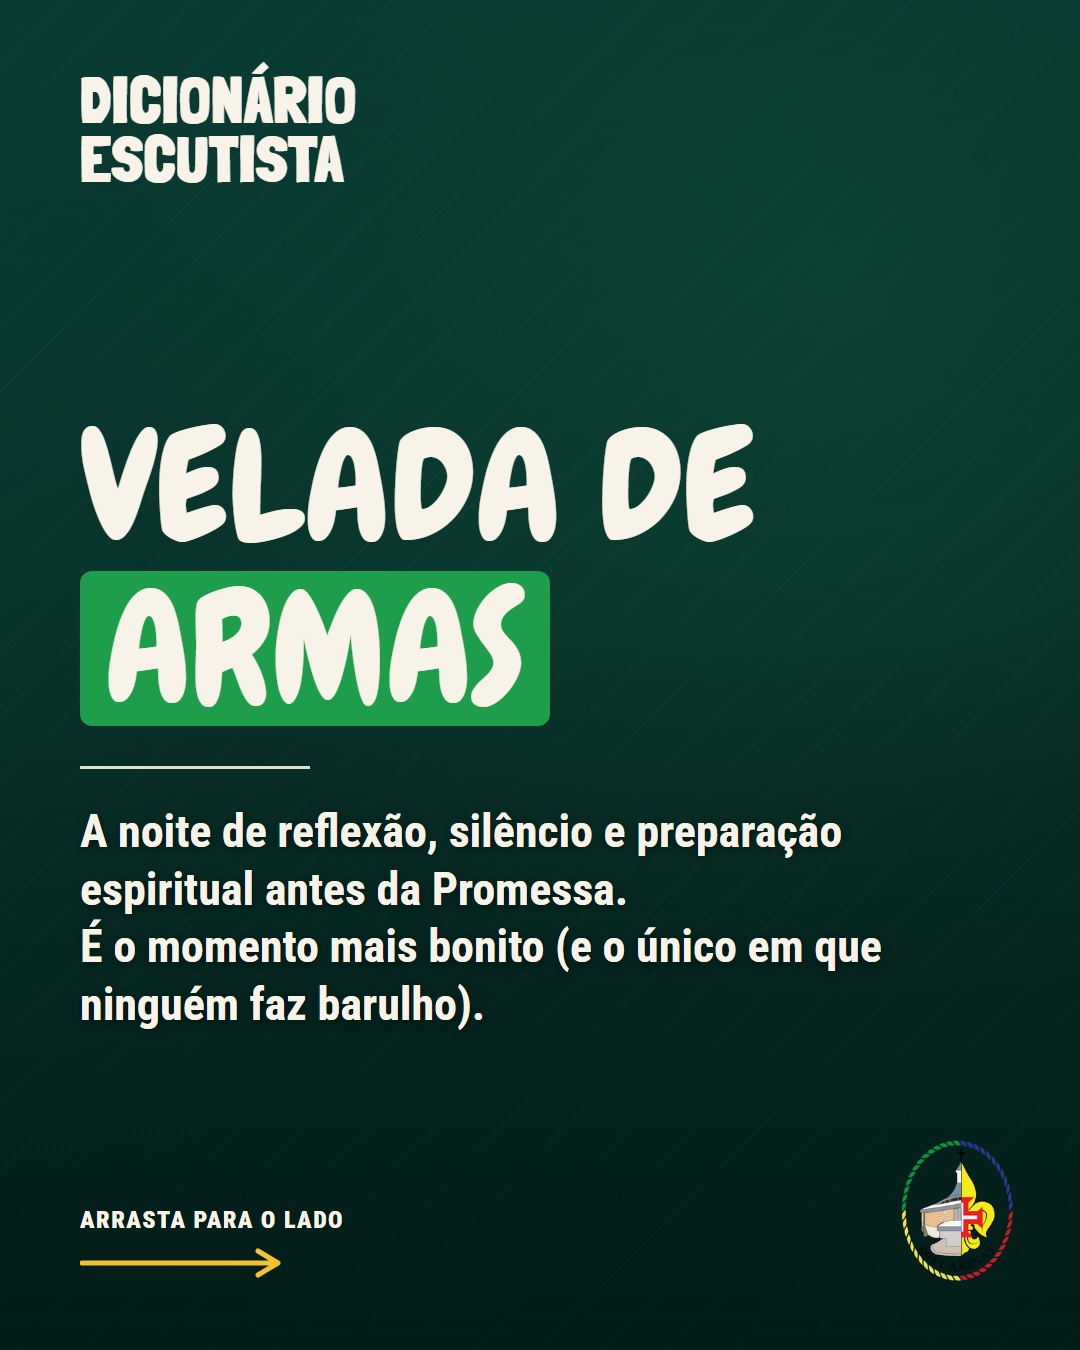 DICIONÁRIO
ESCUTISTA
VELADA DE
ARMAS
A noite de reflexão, silêncio e preparação
espiritual antes da Promessa.
É o momento mais bonito (e o único em que
ninguém faz barulho).
ARRASTA PARA O LADO